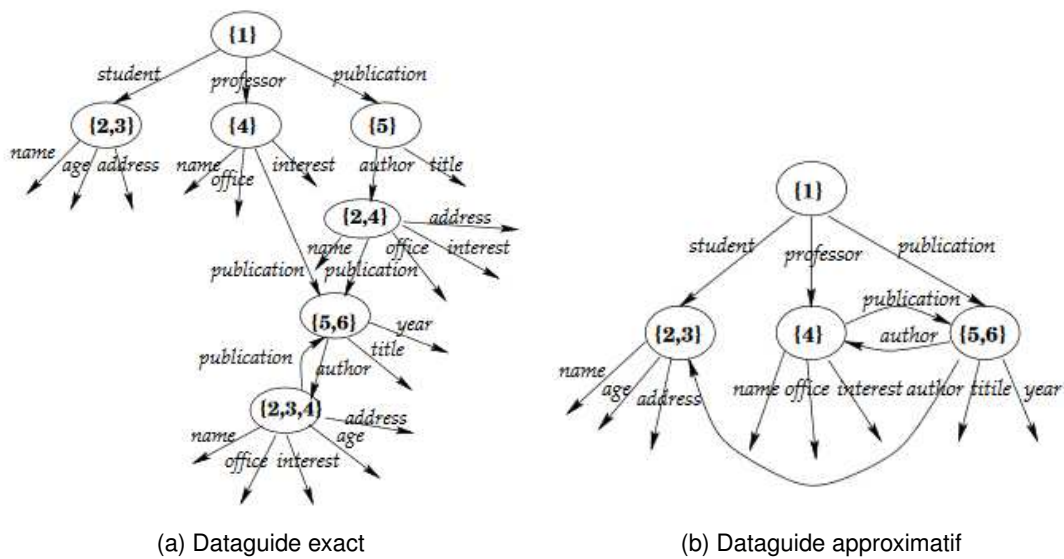 {1}
student professor publication
{2,3} {4} {5}
name age address name office interest author title
{2,4}
address
name office interest
publication publication
{5,6}
year
title
publication author
{2,3,4}
address
age
name office interest
(a) Dataguide exact
{1}
student professor publication
publication
{2,3} {4} author {5,6}
name age address name office interest author titile year
(b) Dataguide approximatif